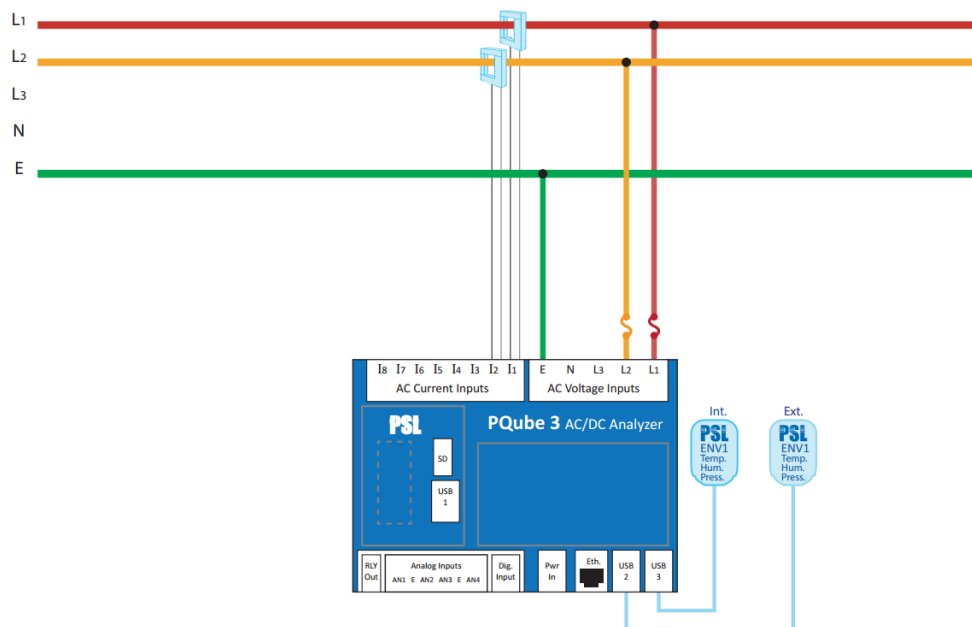 L1
L2
L3
N
E
I8 I7 I6 I5 I4 I3 I2 I1
AC Current Inputs
E N L3 L2 L1
AC Voltage Inputs
PSL
PQube 3 AC/DC Analyzer
SD
USB
1
RLY
Out
Analog Inputs
AN1 E AN2 AN3 E AN4
Dig.
Input
Pwr
In
Eth.
USB
2
USB
3
Int.
PSL
ENV1
Temp.
Hum.
Press.
Ext.
PSL
ENV1
Temp.
Hum.
Press.